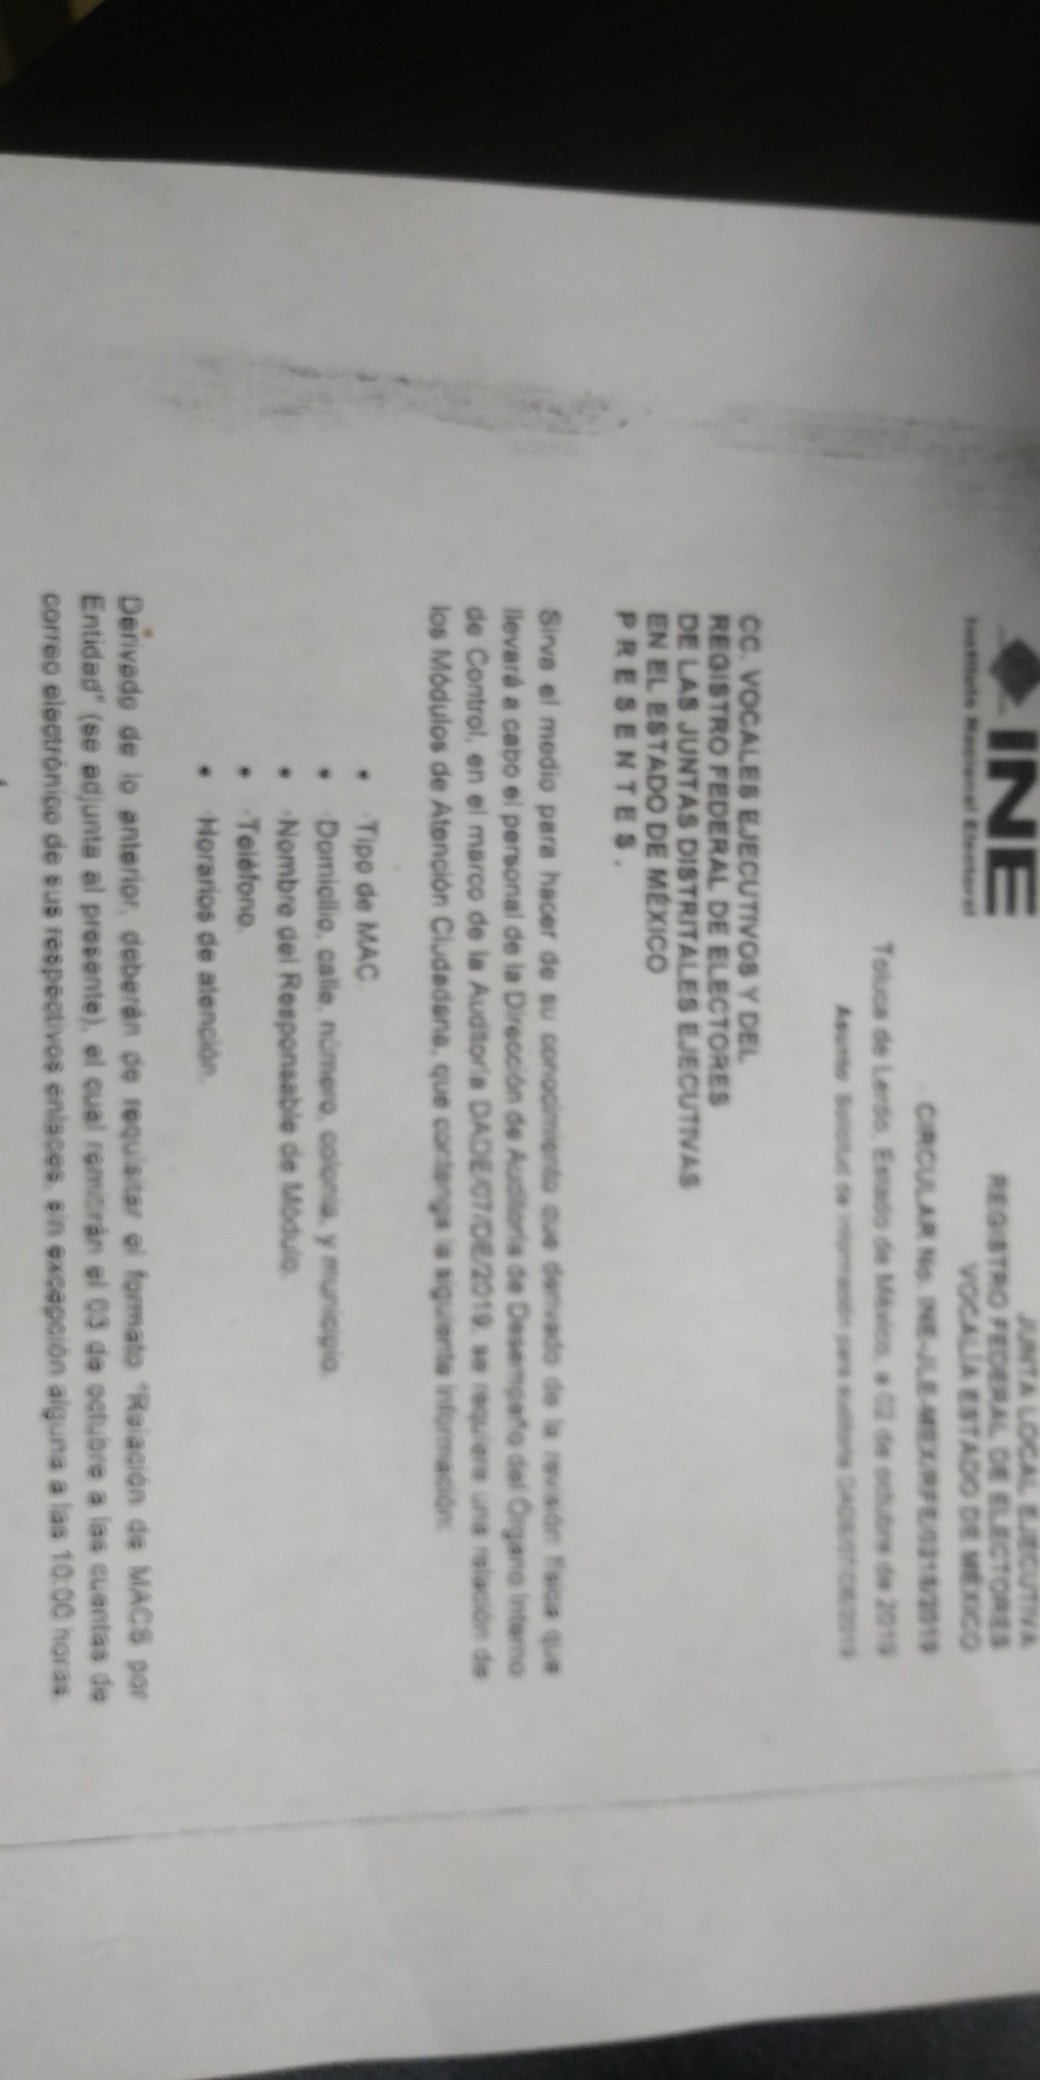 INE
Instituto Nacional Electoral
JUNTA LOCAL EJECUTIVA
REGISTRO FEDERAL DE ELECTORES
VOCALÍA ESTADO DE MÉXICO
CIRCULAR No. INE-JLE-MEX/RFE/0218/2019
Toluca de Lerdo, Estado de México, a 02 de octubre de 2019
Asunto: Solicitud de información para auditoría DADE/07/DE/2019
CC. VOCALES EJECUTIVOS Y DEL
REGISTRO FEDERAL DE ELECTORES
DE LAS JUNTAS DISTRITALES EJECUTIVAS
EN EL ESTADO DE MÉXICO
P R E S E N T E S .
Sirva el medio para hacer de su conocimiento que derivado de la revisión física que
llevará a cabo el personal de la Dirección de Auditoría de Desempeño del Órgano Interno
de Control, en el marco de la Auditoría DADE/07/DE/2019, se requiere una relación de
los Módulos de Atención Ciudadana, que contenga la siguiente información:
• Tipo de MAC
• Domicilio, calle, número, colonia, y municipio.
• Nombre del Responsable de Módulo.
• Teléfono.
• Horarios de atención.
Derivado de lo anterior, deberán de requisitar el formato "Relación de MACS por
Entidad" (se adjunta al presente), el cual remitirán el 03 de octubre a las cuentas de
correo electrónico de sus respectivos enlaces, sin excepción alguna a las 10:00 horas.